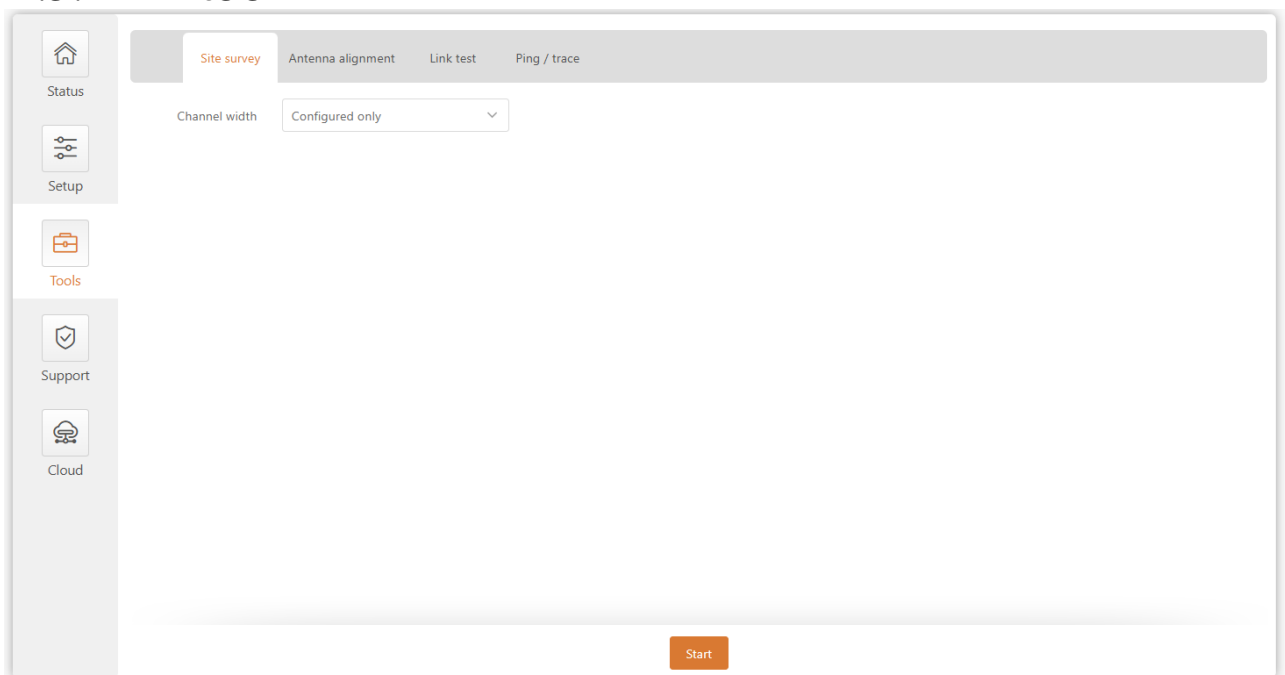 Site survey Antenna alignment Link test Ping / trace
Channel width Configured only
Status
Setup
Tools
Support
Cloud
Start